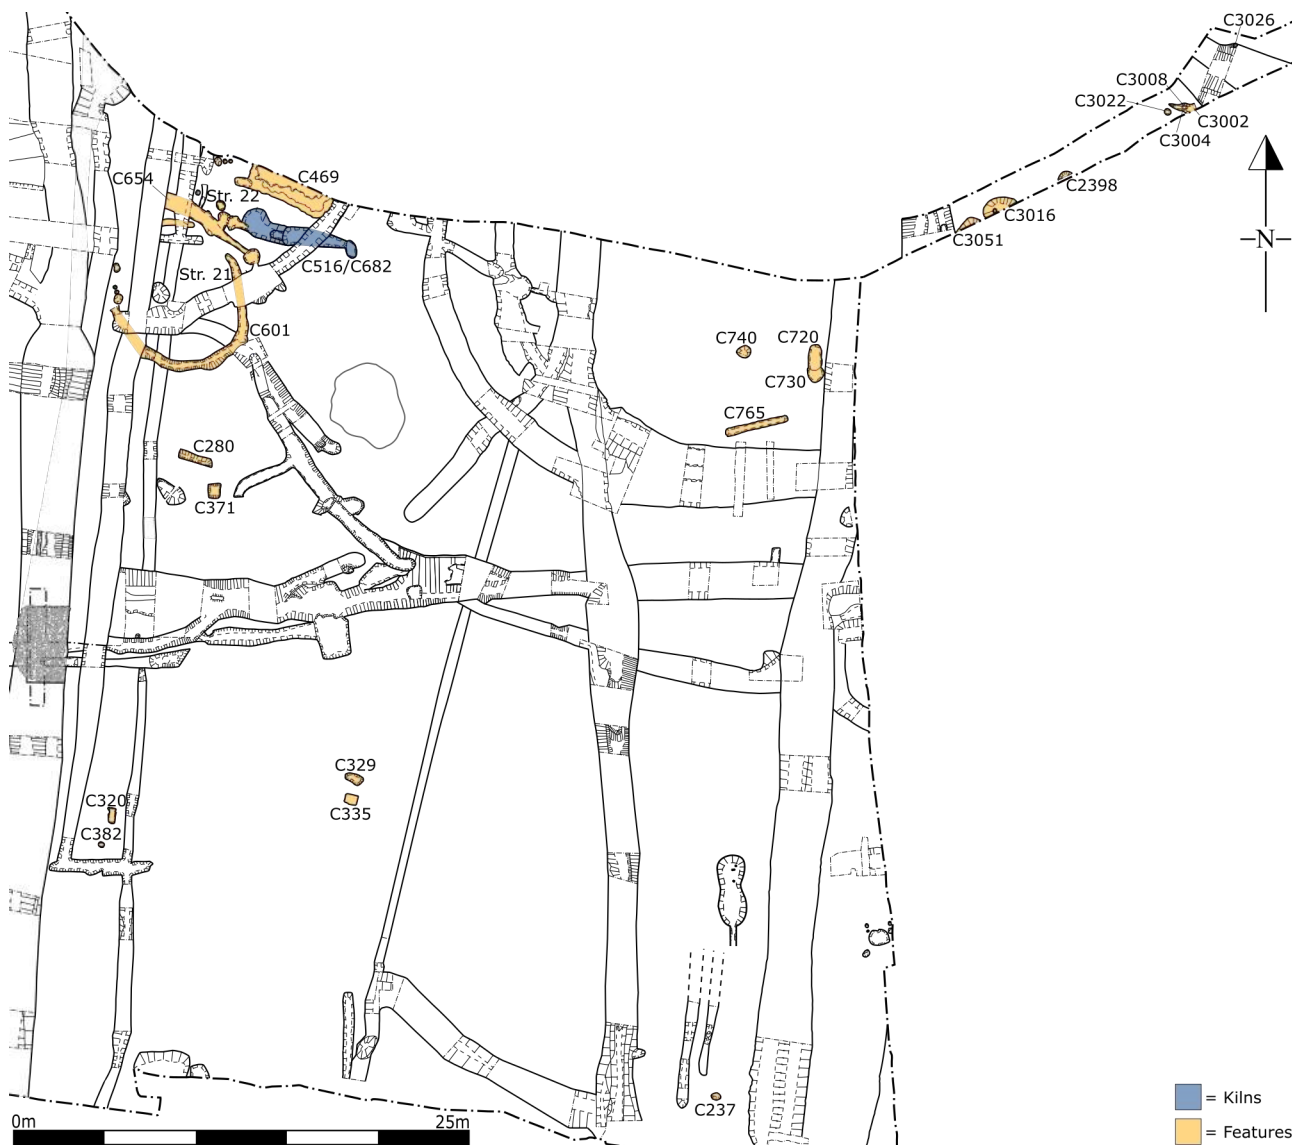 C3026
C3008
C3022
C3002
C3004
C654
C469
C2398
Str. 22
C3016
C3051
N
C516/C682
Str. 21
C601
C740
C720
C730
C765
C280
C371
C329
C320
C335
C382
= Kilns
C237
0m
25m
= Features